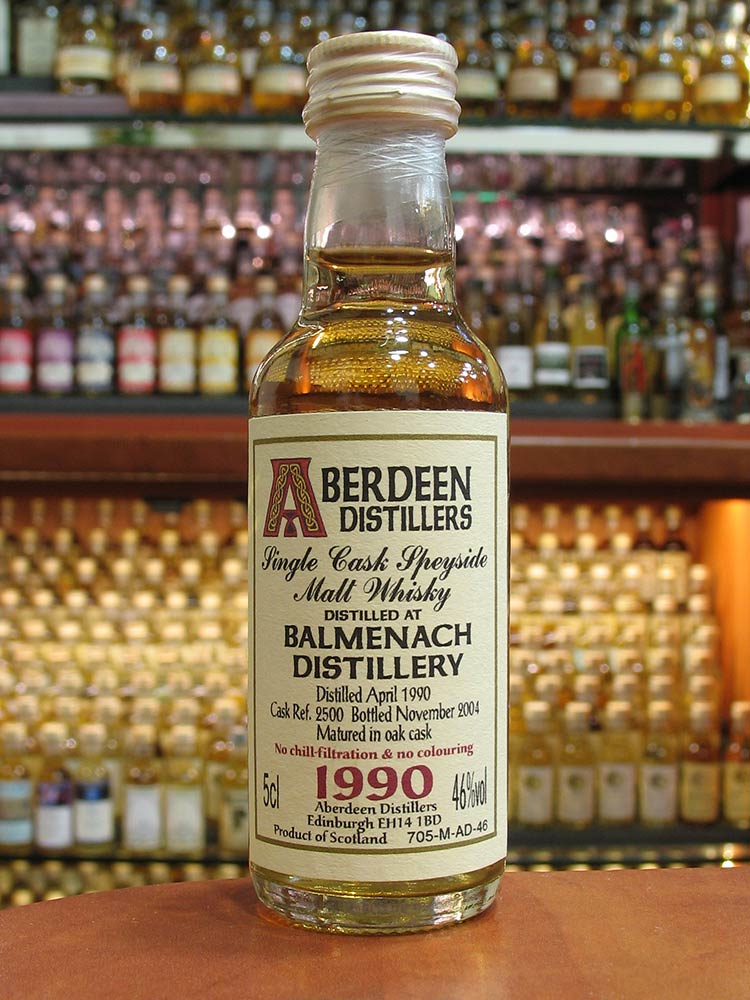 ABERDEEN
DISTILLERS
Single Cask Speyside
Malt Whisky
DISTILLED AT
BALMENACH
DISTILLERY
Distilled April 1990
Cask Ref. 2500 Bottled November 2004
Matured in oak cask
No chill-filtration & no colouring
5cl 1990 46%vol
Aberdeen Distillers
Edinburgh EH14 1BD
Product of Scotland 705-M-AD-46